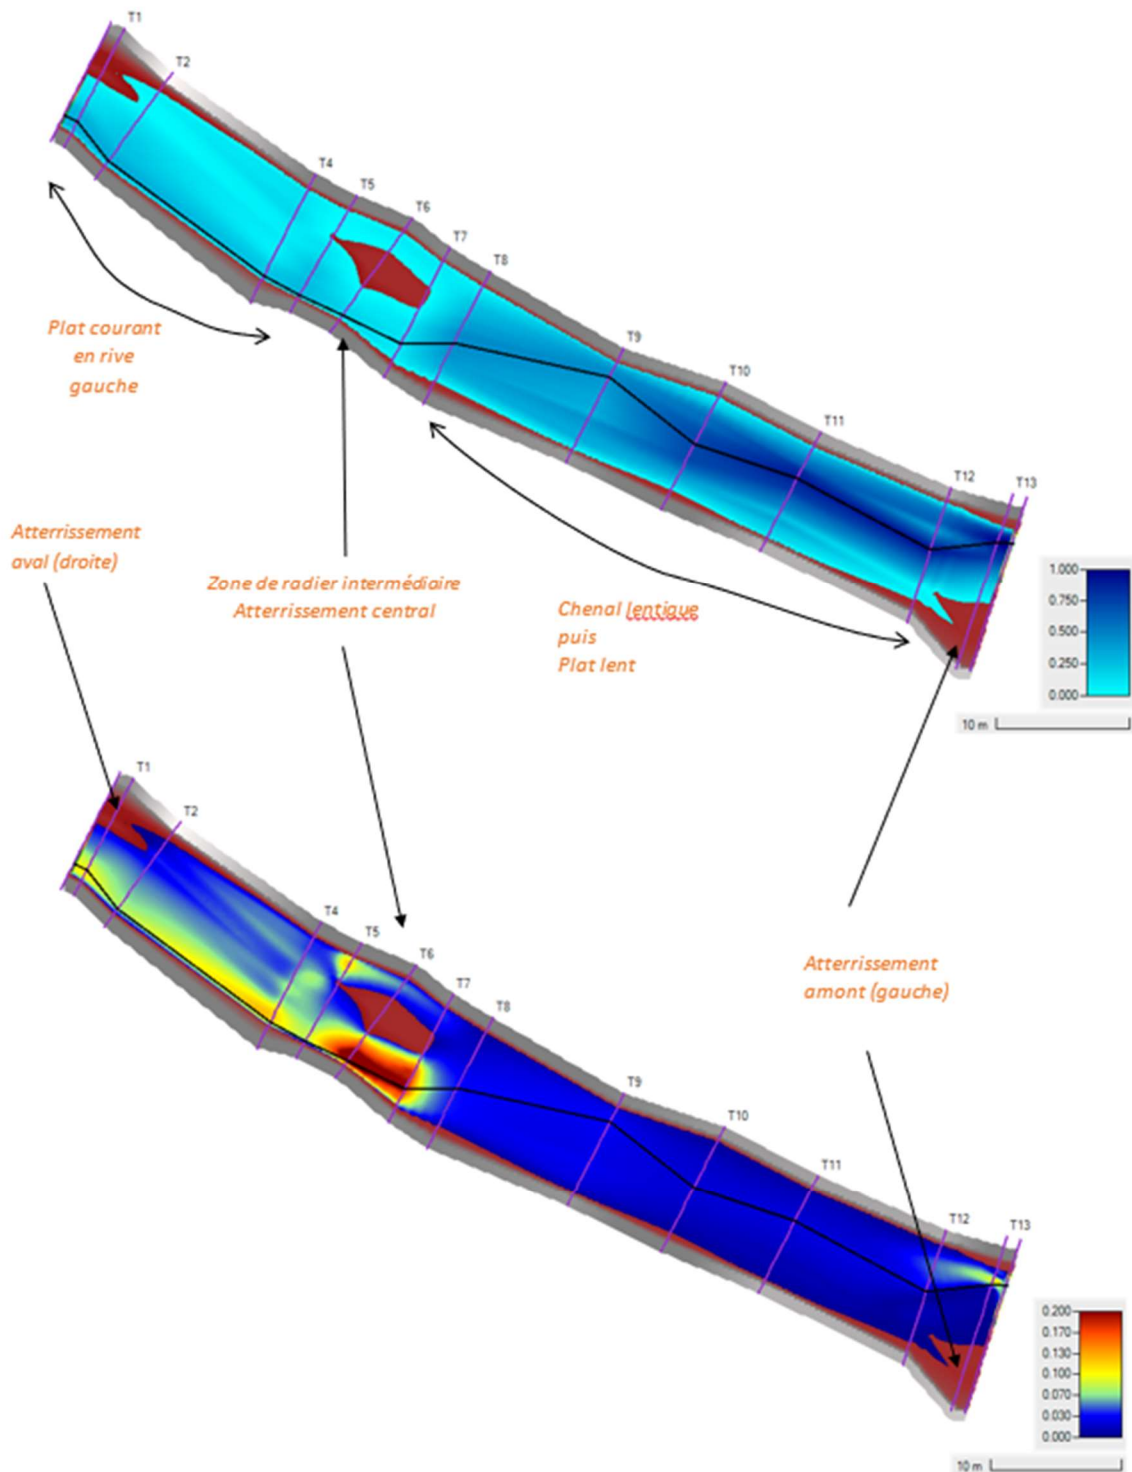 T1
T2
T4
T5
T6
T7
T8
T9
T10
T11
T12
T13
Plat courant
en rive
gauche
Atterrissement
aval (droite)
Zone de radier intermédiaire
Atterrissement central
Chenal lentique
puis
Plat lent
1.000
0.750
0.500
0.250
0.000
10 m
T1
T2
T4
T5
T6
T7
T8
T9
T10
T11
T12
T13
Atterrissement
amont (gauche)
0.200
0.170
0.130
0.100
0.070
0.030
0.000
10 m